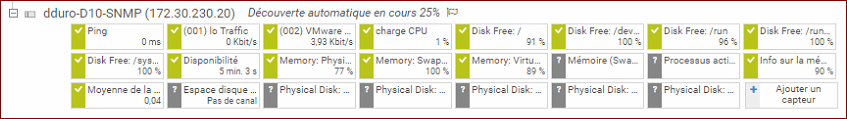 dduro-D10-SNMP (172.30.230.20) Découverte automatique en cours 25%
Ping (001) lo Traffic (002) VMware ... charge CPU Disk Free: / Disk Free: /dev... Disk Free: /run Disk Free: /run...
0 ms 0 Kbit/s 3,93 Kbit/s 1 % 91 % 100 % 96 % 100 %
Disk Free: /sys... Disponibilité Memory: Physi... Memory: Swap... Memory: Virtu... Mémoire (Swa... Processus acti... Info sur la mé...
100 % 5 min. 3 s 77 % 100 % 89 % 90 %
Moyenne de la ... Espace disque ... Physical Disk: ... Physical Disk: ... Physical Disk: ... Physical Disk: ... Physical Disk: ... Ajouter un
0,04 Pas de canal capteur